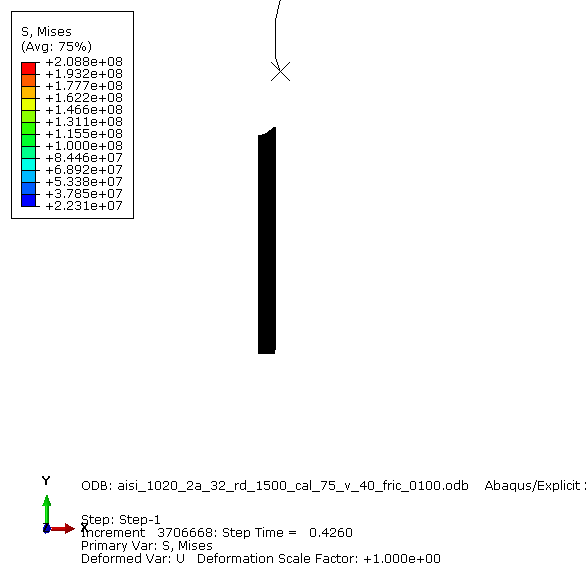 S, Mises
(Avg: 75%)
+2.088e+08
+1.932e+08
+1.777e+08
+1.622e+08
+1.466e+08
+1.311e+08
+1.155e+08
+1.000e+08
+8.446e+07
+6.892e+07
+5.338e+07
+3.785e+07
+2.231e+07
Y
ODB: aisi_1020_2a_32_rd_1500_cal_75_v_40_fric_0100.odb Abaqus/Explicit
Z X
Step: Step-1
Increment 3706668: Step Time = 0.4260
Primary Var: S, Mises
Deformed Var: U Deformation Scale Factor: +1.000e+00